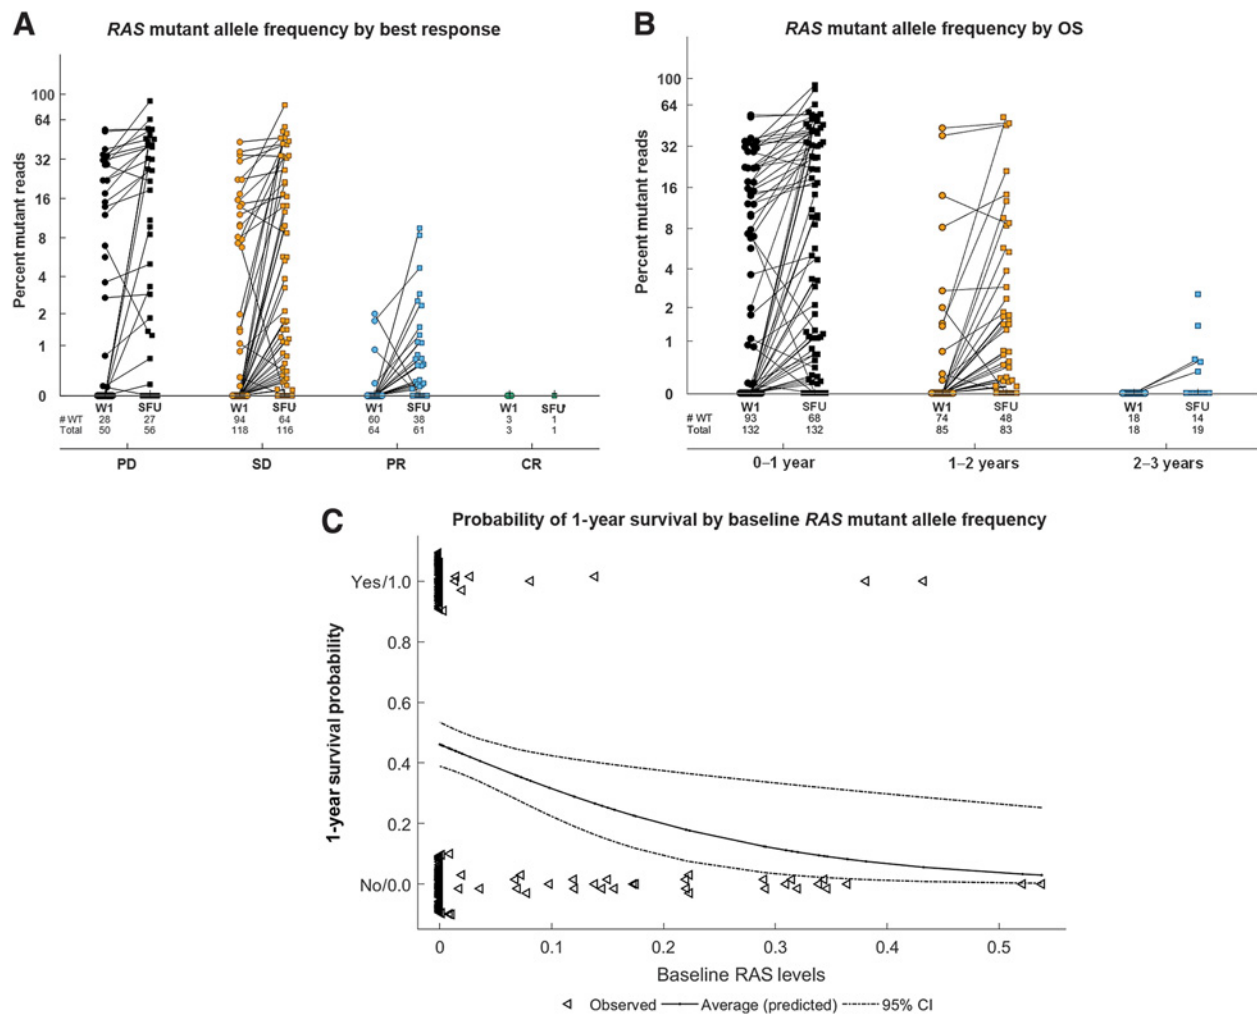 A
RAS mutant allele frequency by best response
Percent mutant reads
100
64
32
16
8
4
2
1
0
W1 SFU W1 SFU W1 SFU W1 SFU
# WT 28 27 94 64 60 38 3 1
Total 50 56 118 116 64 61 3 1
PD SD PR CR
B
RAS mutant allele frequency by OS
Percent mutant reads
100
64
32
16
8
4
2
1
0
W1 SFU W1 SFU W1 SFU
# WT 93 68 74 48 18 14
Total 132 132 85 83 18 19
0–1 year 1–2 years 2–3 years
C
Probability of 1-year survival by baseline RAS mutant allele frequency
1-year survival probability
Yes/1.0
0.8
0.6
0.4
0.2
No/0.0
0 0.1 0.2 0.3 0.4 0.5
Baseline RAS levels
Observed Average (predicted) 95% CI